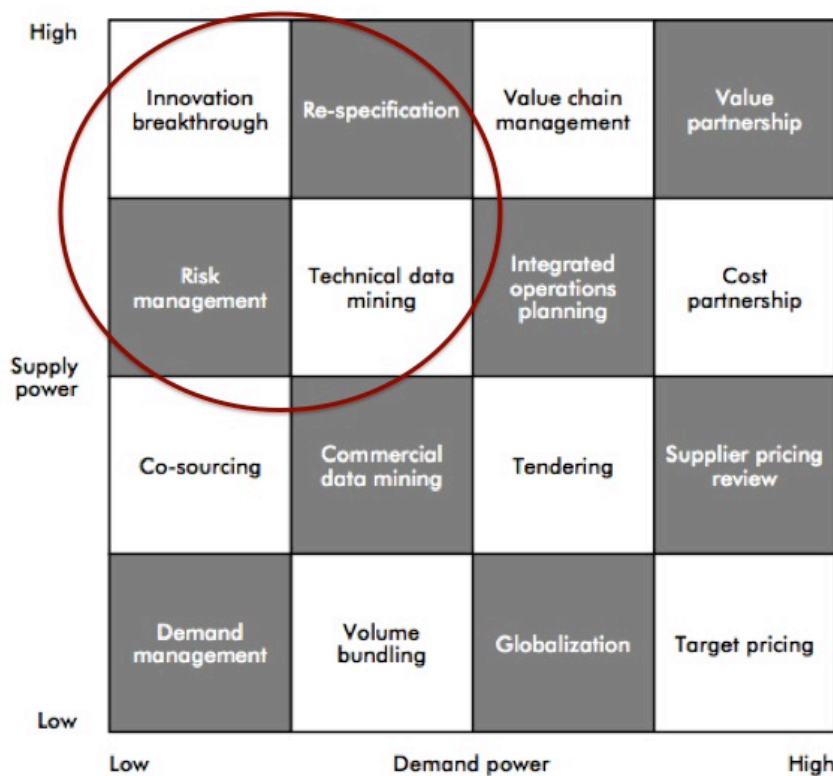 High
Innovation
breakthrough
Re-specification
Value chain
management
Value
partnership
Risk
management
Technical data
mining
Integrated
operations
planning
Cost
partnership
Supply
power
Co-sourcing
Commercial
data mining
Tendering
Supplier pricing
review
Demand
management
Volume
bundling
Globalization
Target pricing
Low
Low
Demand power
High